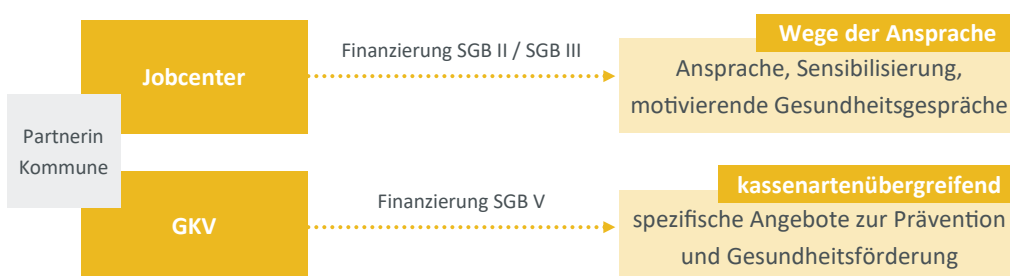 Wege der Ansprache
Finanzierung SGB II / SGB III
Jobcenter
Ansprache, Sensibilisierung,
motivierende Gesundheitsgespräche
Partnerin
Kommune
kassenartenübergreifend
Finanzierung SGB V
GKV
spezifische Angebote zur Prävention
und Gesundheitsförderung